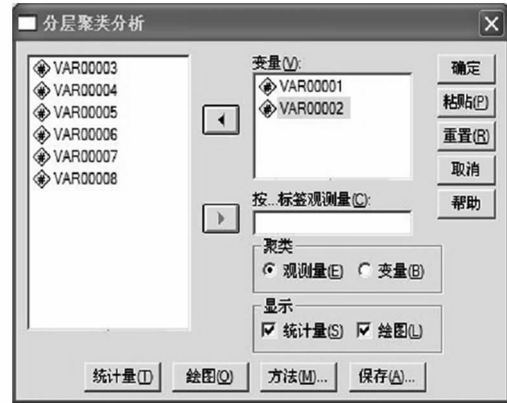 分层聚类分析
VAR00003
VAR00004
VAR00005
VAR00006
VAR00007
VAR00008
变量(V):
VAR00001
VAR00002
按...标签观测量(C):
聚类
观测量(E)
变量(B)
显示
统计量(S)
绘图(L)
确定
粘贴(P)
重置(R)
取消
帮助
统计量(T)
绘图(O)
方法(M)...
保存(A)...